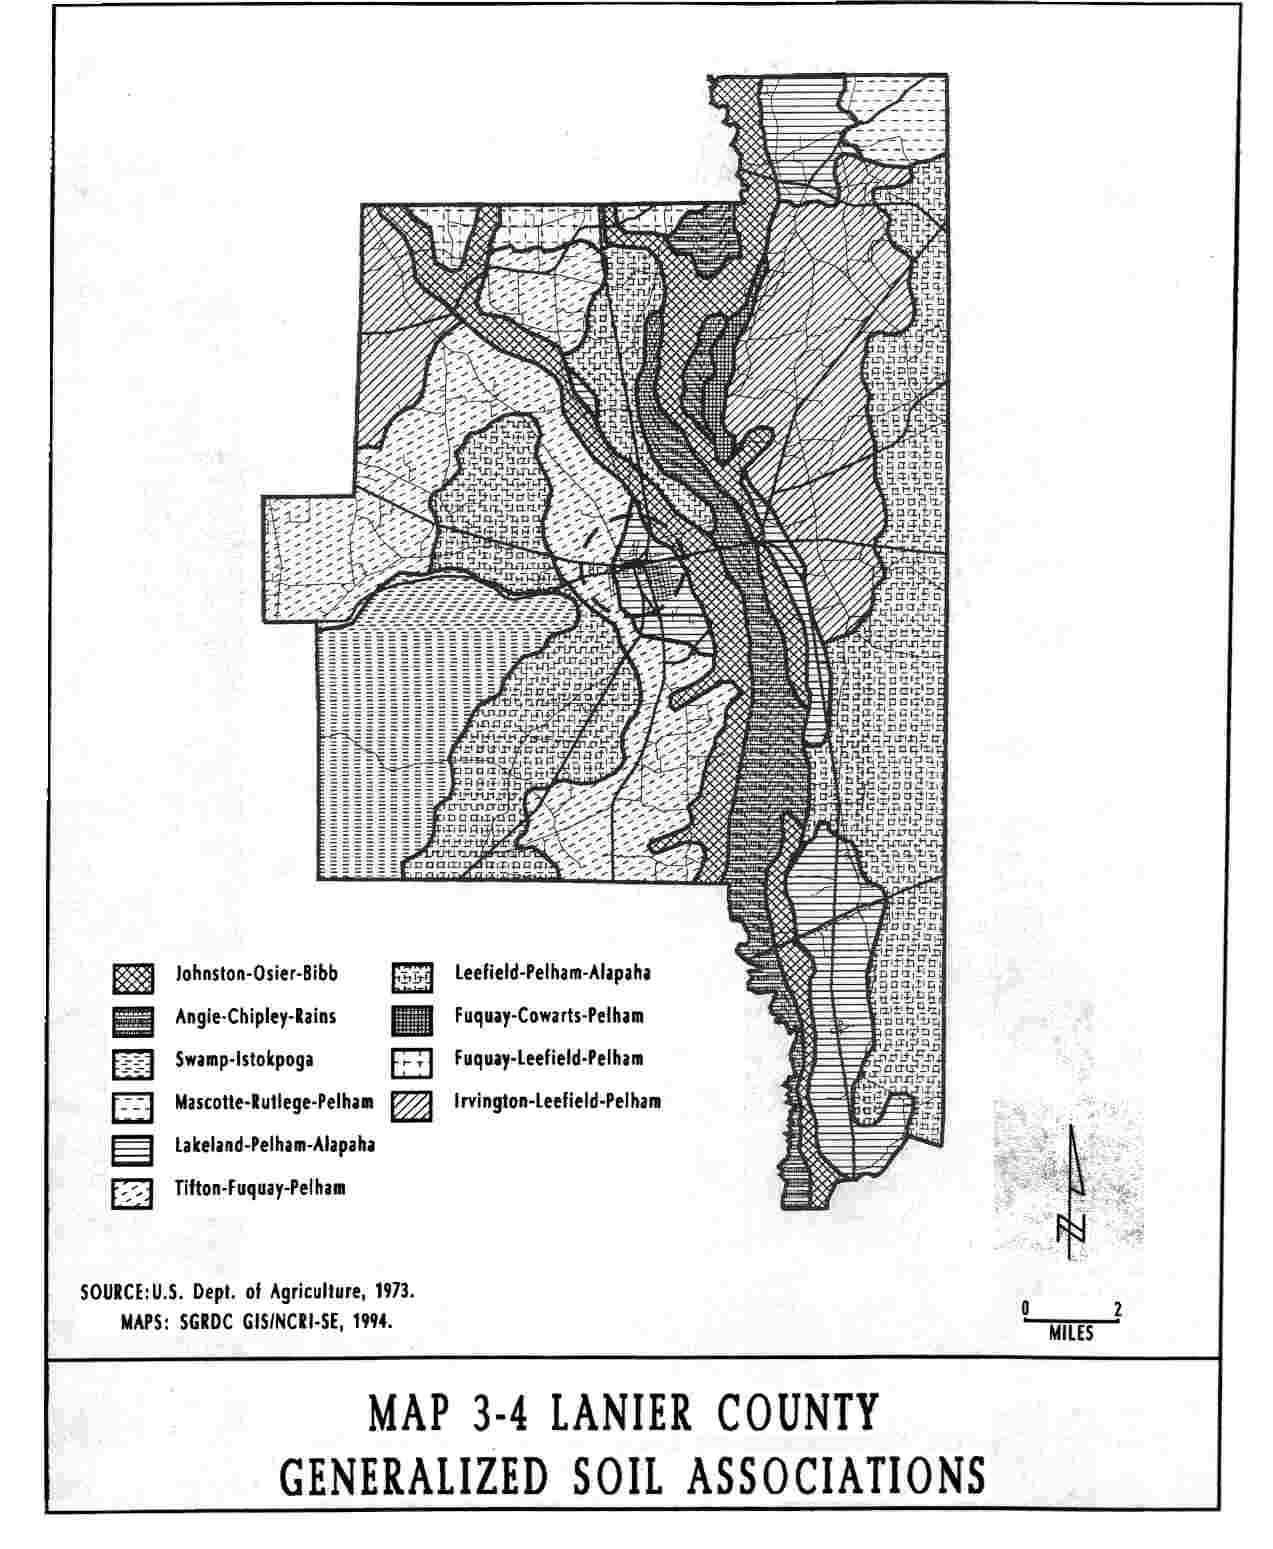 Johnston-Osier-Bibb
Angie-Chipley-Rains
Swamp-Istokpoga
Mascotte-Rutlege-Pelham
Lakeland-Pelham-Alapaha
Tifton-Fuquay-Pelham
Leefield-Pelham-Alapaha
Fuquay-Cowarts-Pelham
Fuquay-Leefield-Pelham
Irvington-Leefield-Pelham
SOURCE:U.S. Dept. of Agriculture, 1973.
MAPS: SGRDC GIS/NCRI-SE, 1994.
N
0 2
MILES
MAP 3-4 LANIER COUNTY
GENERALIZED SOIL ASSOCIATIONS